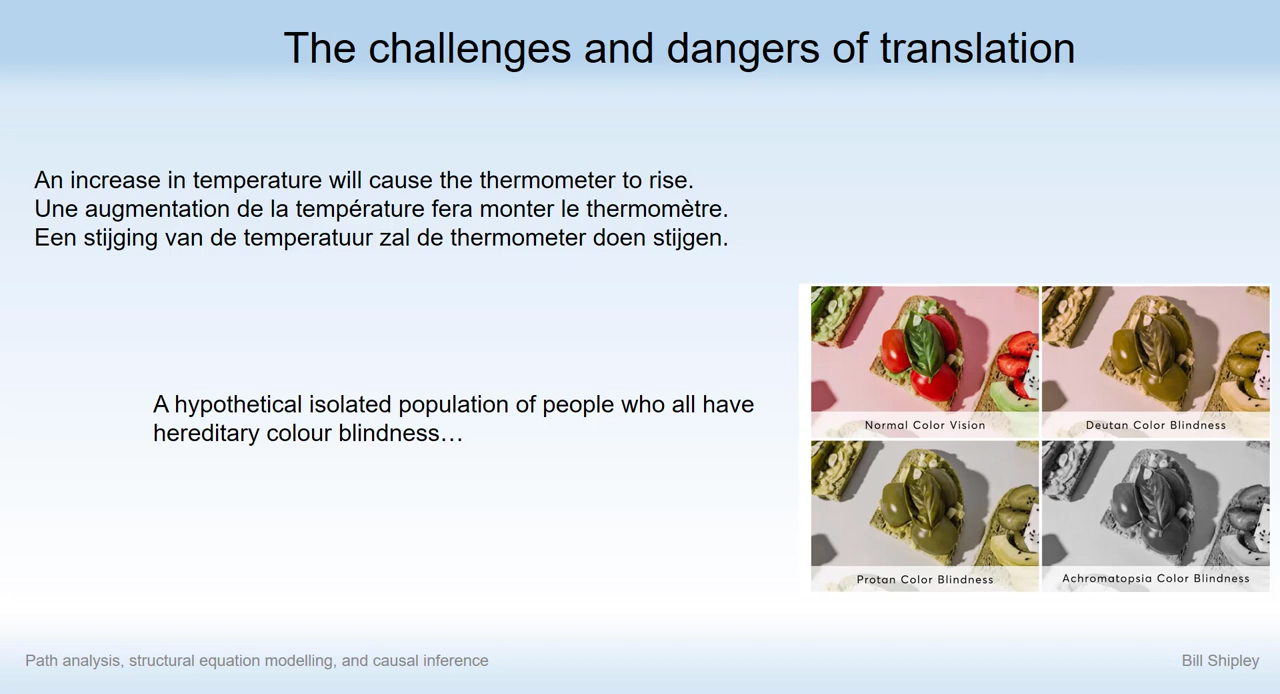 The challenges and dangers of translation
An increase in temperature will cause the thermometer to rise.
Une augmentation de la température fera monter le thermomètre.
Een stijging van de temperatuur zal de thermometer doen stijgen.
A hypothetical isolated population of people who all have
hereditary colour blindness…
Normal Color Vision
Deutan Color Blindness
Protan Color Blindness
Achromatopsia Color Blindness
Path analysis, structural equation modelling, and causal inference
Bill Shipley